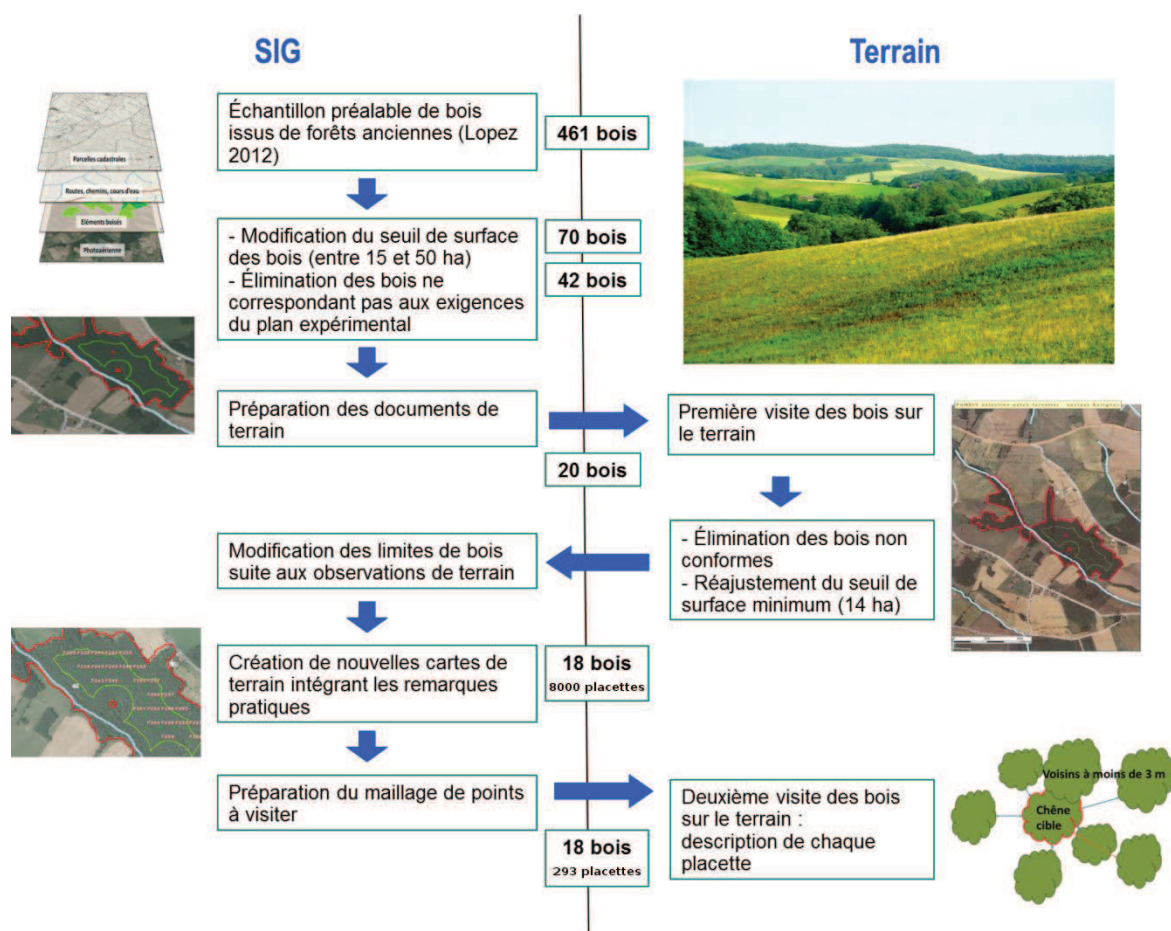 SIG
Terrain
Échantillon préalable de bois
issus de forêts anciennes (Lopez
2012)
461 bois
Parcelles cadastrales
Routes, chemins, cours d'eau
Eléments boisés
Photoaérienne
- Modification du seuil de surface
des bois (entre 15 et 50 ha)
- Élimination des bois ne
correspondant pas aux exigences
du plan expérimental
70 bois
42 bois
Préparation des documents de
terrain
Première visite des bois sur
le terrain
20 bois
Modification des limites de bois
suite aux observations de terrain
- Élimination des bois non
conformes
- Réajustement du seuil de
surface minimum (14 ha)
Création de nouvelles cartes de
terrain intégrant les remarques
pratiques
18 bois
8000 placettes
Préparation du maillage de points
à visiter
Deuxième visite des bois
sur le terrain :
description de chaque
placette
18 bois
293 placettes
Voisins à moins de 3 m
Chêne
cible